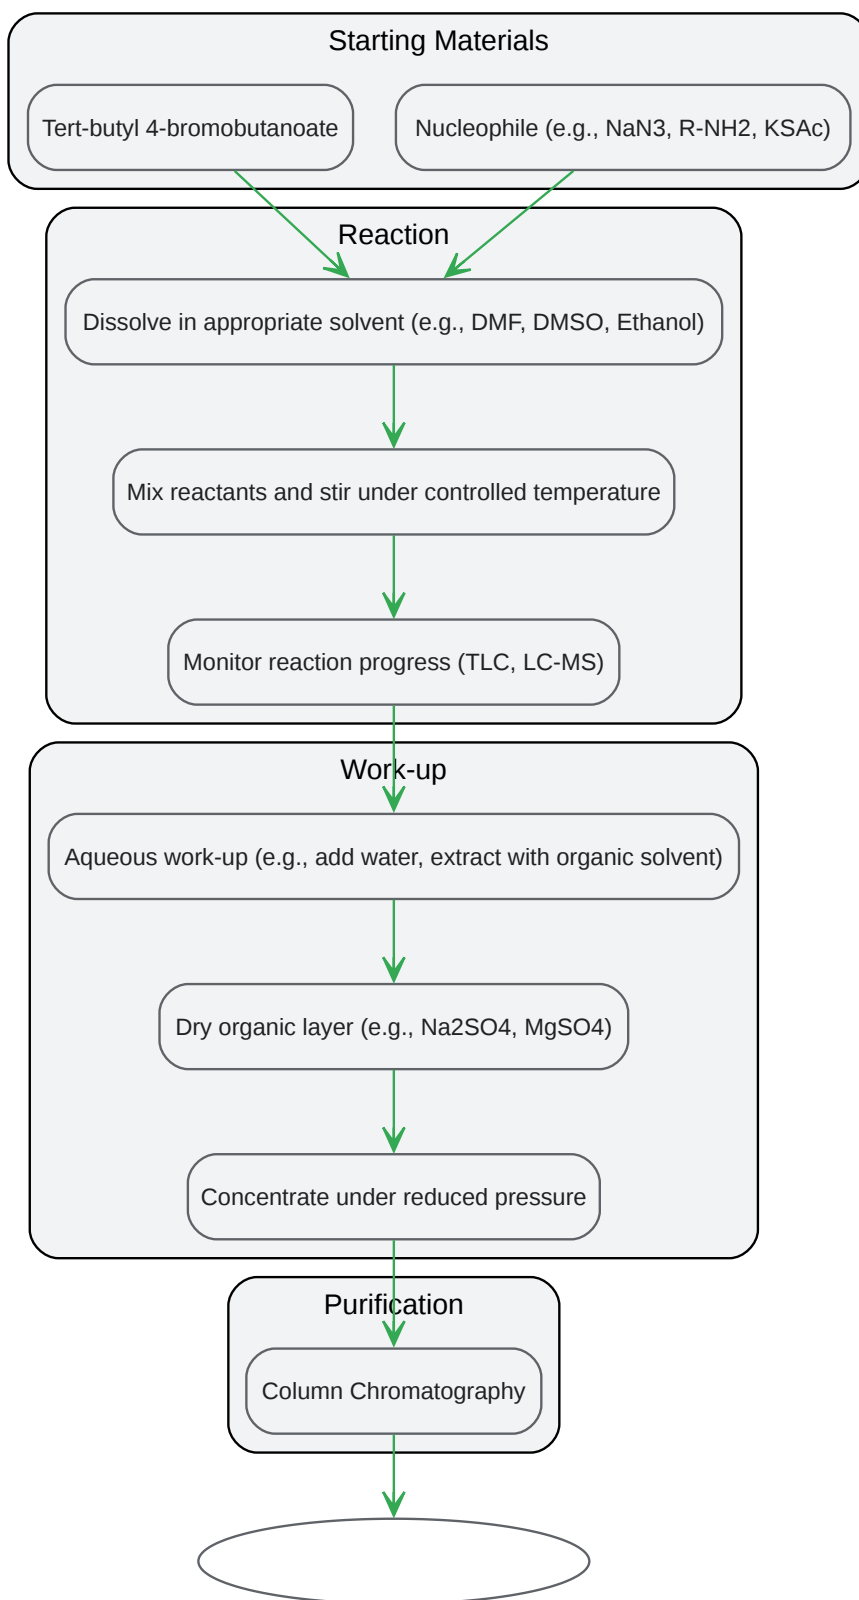 Starting Materials
Tert-butyl 4-bromobutanoate
Nucleophile (e.g., NaN3, R-NH2, KSAc)
Reaction
Dissolve in appropriate solvent (e.g., DMF, DMSO, Ethanol)
Mix reactants and stir under controlled temperature
Monitor reaction progress (TLC, LC-MS)
Work-up
Aqueous work-up (e.g., add water, extract with organic solvent)
Dry organic layer (e.g., Na2SO4, MgSO4)
Concentrate under reduced pressure
Purification
Column Chromatography